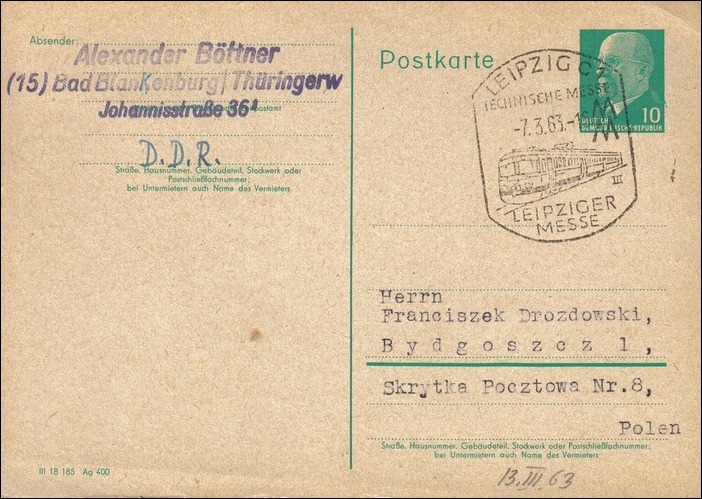 Absender:
Alexander Böttner
(15) Bad Blankenburg/Thüringerw
Johannisstraße 36¹
D.D.R.
Straße, Hausnummer, Gebäudeteil, Stockwerk oder
Postschließfachnummer;
bei Untermietern auch Name des Vermieters
III 18 185 Ag 400
Postkarte
10
DEUTSCHE
DEMOKRATISCHE REPUBLIK
LEIPZIG C2
TECHNISCHE MESSE
-7.3.63.-
III
LEIPZIGER
MESSE
Herrn
Franciszek Drozdowski,
Bydgoszcz 1,
Skrytka Pocztowa Nr.8,
Polen
Straße, Hausnummer, Gebäudeteil, Stockwerk oder Postschließfachnummer;
bei Untermietern auch Name des Vermieters
13.III 63